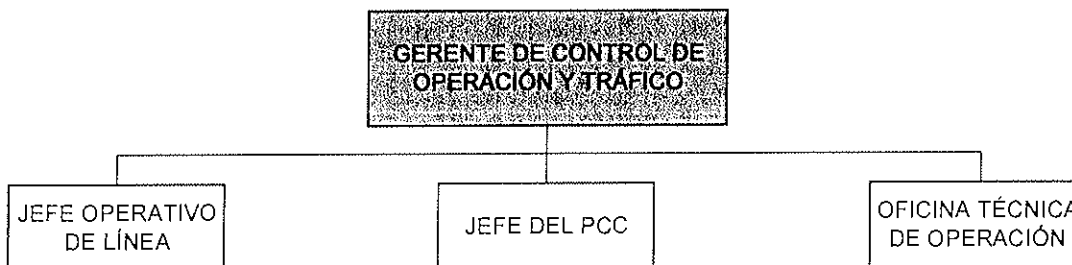 GERENTE DE CONTROL DE
OPERACIÓN Y TRÁFICO
JEFE OPERATIVO
DE LÍNEA
JEFE DEL PCC
OFICINA TÉCNICA
DE OPERACIÓN